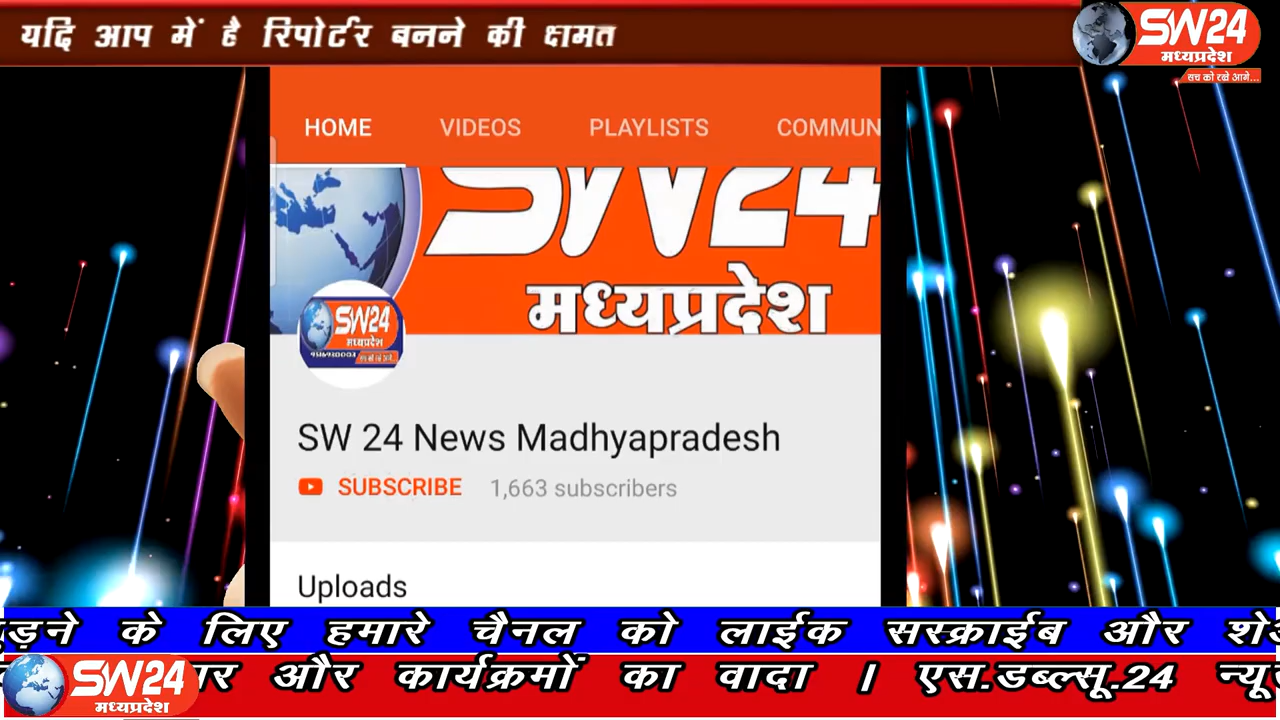 यदि आप में है रिपोर्टर बनने की क्षमत
SW24
मध्यप्रदेश
सच को रखे आगे...
HOME VIDEOS PLAYLISTS COMMUN
SW24
मध्यप्रदेश
SW24
मध्यप्रदेश
SW 24 News Madhyapradesh
SUBSCRIBE 1,663 subscribers
Uploads
ड़ने के लिए हमारे चैनल को लाईक सस्क्राईब और शे
र और कार्यक्रमों का वादा । एस.डब्ल्सू.24 न्यू
SW24
मध्यप्रदेश